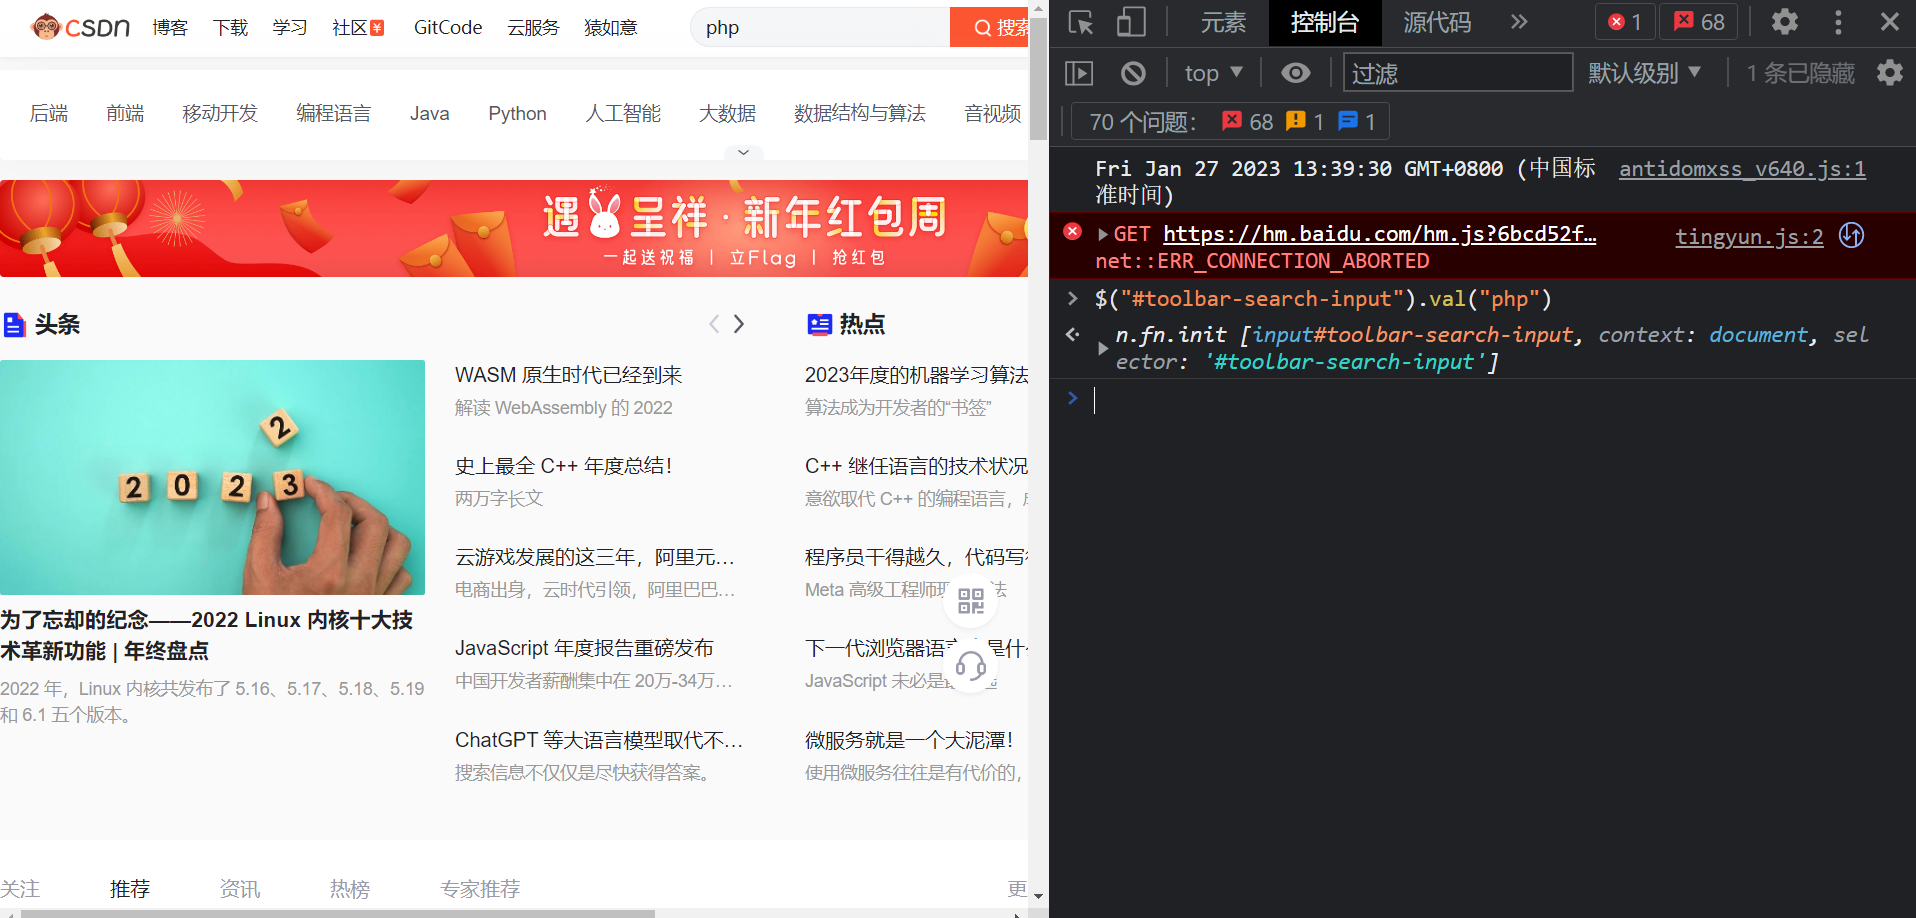 CSDN 博客 下载 学习 社区 ¥ GitCode 云服务 猿如意 php 搜索
后端 前端 移动开发 编程语言 Java Python 人工智能 大数据 数据结构与算法 音视频
遇 呈祥 · 新年红包周
一起送祝福 | 立Flag | 抢红包
头条
2
2 0 2 3
为了忘却的纪念——2022 Linux 内核十大技
术革新功能 | 年终盘点
2022 年，Linux 内核共发布了 5.16、5.17、5.18、5.19
和 6.1 五个版本。
WASM 原生时代已经到来
解读 WebAssembly 的 2022
史上最全 C++ 年度总结！
两万字长文
云游戏发展的这三年，阿里元...
电商出身，云时代引领，阿里巴巴...
JavaScript 年度报告重磅发布
中国开发者薪酬集中在 20万-34万...
ChatGPT 等大语言模型取代不...
搜索信息不仅仅是尽快获得答案。
热点
2023年度的机器学习算法
算法成为开发者的“书签”
C++ 继任语言的技术状况
意欲取代 C++ 的编程语言，
程序员干得越久，代码写
Meta 高级工程师 法
下一代浏览器语 是什
JavaScript 未必是
微服务就是一个大泥潭！
使用微服务往往是有代价的，
关注 推荐 资讯 热榜 专家推荐 更
元素 控制台 源代码 » 1 68
top 过滤 默认级别 1 条已隐藏
70 个问题： 68 1 1
Fri Jan 27 2023 13:39:30 GMT+0800 (中国标 antidomxss_v640.js:1
准时间)
GET https://hm.baidu.com/hm.js?6bcd52f… tingyun.js:2
net::ERR_CONNECTION_ABORTED
> $("#toolbar-search-input").val("php")
n.fn.init [input#toolbar-search-input, context: document, sel
ector: '#toolbar-search-input']
>